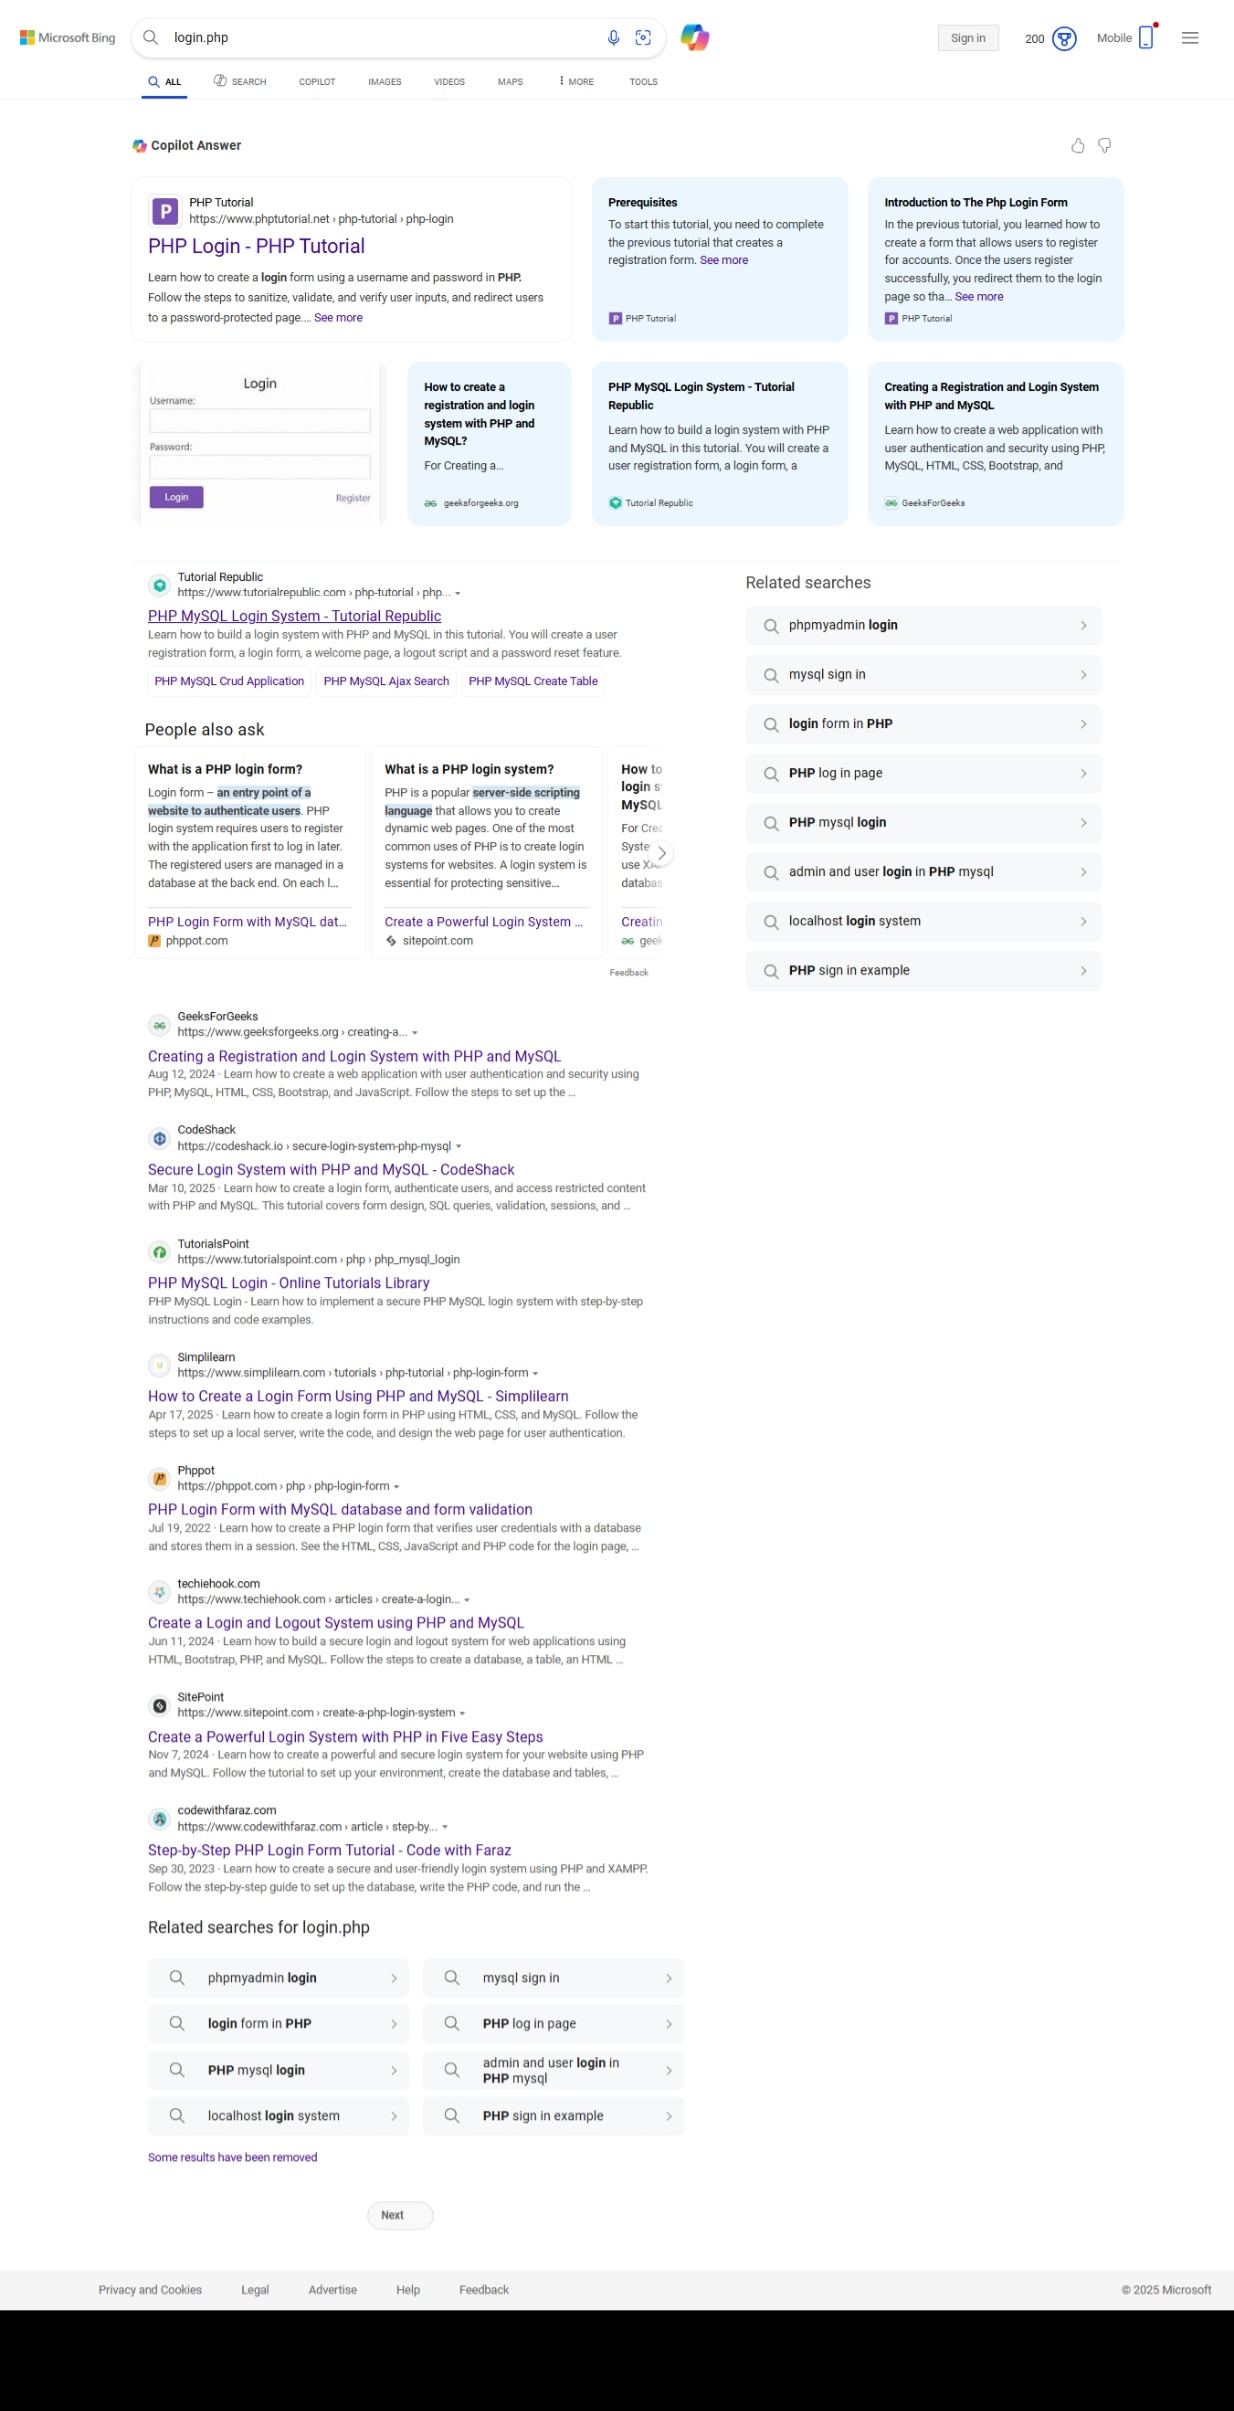 Microsoft Bing
login.php
Sign in
200
Mobile
ALL
SEARCH
COPILOT
IMAGES
VIDEOS
MAPS
MORE
TOOLS
Copilot Answer
PHP Tutorial
https://www.phptutorial.net › php-tutorial › php-login
PHP Login - PHP Tutorial
Learn how to create a login form using a username and password in PHP.
Follow the steps to sanitize, validate, and verify user inputs, and redirect users
to a password-protected page.... See more
Prerequisites
To start this tutorial, you need to complete
the previous tutorial that creates a
registration form. See more
PHP Tutorial
Introduction to The Php Login Form
In the previous tutorial, you learned how to
create a form that allows users to register
for accounts. Once the users register
successfully, you redirect them to the login
page so tha... See more
PHP Tutorial
Login
Username:
Password:
Login
Register
How to create a
registration and login
system with PHP and
MySQL?
For Creating a...
geeksforgeeks.org
PHP MySQL Login System - Tutorial
Republic
Learn how to build a login system with PHP
and MySQL in this tutorial. You will create a
user registration form, a login form, a
Tutorial Republic
Creating a Registration and Login System
with PHP and MySQL
Learn how to create a web application with
user authentication and security using PHP,
MySQL, HTML, CSS, Bootstrap, and
GeeksForGeeks
Tutorial Republic
https://www.tutorialrepublic.com › php-tutorial › php...
PHP MySQL Login System - Tutorial Republic
Learn how to build a login system with PHP and MySQL in this tutorial. You will create a user
registration form, a login form, a welcome page, a logout script and a password reset feature.
PHP MySQL Crud Application
PHP MySQL Ajax Search
PHP MySQL Create Table
People also ask
What is a PHP login form?
Login form – an entry point of a
website to authenticate users. PHP
login system requires users to register
with the application first to log in later.
The registered users are managed in a
database at the back end. On each l...
PHP Login Form with MySQL dat...
phppot.com
What is a PHP login system?
PHP is a popular server-side scripting
language that allows you to create
dynamic web pages. One of the most
common uses of PHP is to create login
systems for websites. A login system is
essential for protecting sensitive...
Create a Powerful Login System ...
sitepoint.com
How to
login s
MySQL
For Crea
Syste
use XA
databas
Creatin
geek
Feedback
Related searches
phpmyadmin login
mysql sign in
login form in PHP
PHP log in page
PHP mysql login
admin and user login in PHP mysql
localhost login system
PHP sign in example
GeeksForGeeks
https://www.geeksforgeeks.org › creating-a...
Creating a Registration and Login System with PHP and MySQL
Aug 12, 2024 · Learn how to create a web application with user authentication and security using
PHP, MySQL, HTML, CSS, Bootstrap, and JavaScript. Follow the steps to set up the ...
CodeShack
https://codeshack.io › secure-login-system-php-mysql
Secure Login System with PHP and MySQL - CodeShack
Mar 10, 2025 · Learn how to create a login form, authenticate users, and access restricted content
with PHP and MySQL. This tutorial covers form design, SQL queries, validation, sessions, and ...
TutorialsPoint
https://www.tutorialspoint.com › php › php_mysql_login
PHP MySQL Login - Online Tutorials Library
PHP MySQL Login - Learn how to implement a secure PHP MySQL login system with step-by-step
instructions and code examples.
Simplilearn
https://www.simplilearn.com › tutorials › php-tutorial › php-login-form
How to Create a Login Form Using PHP and MySQL - Simplilearn
Apr 17, 2025 · Learn how to create a login form in PHP using HTML, CSS, and MySQL. Follow the
steps to set up a local server, write the code, and design the web page for user authentication.
Phppot
https://phppot.com › php › php-login-form
PHP Login Form with MySQL database and form validation
Jul 19, 2022 · Learn how to create a PHP login form that verifies user credentials with a database
and stores them in a session. See the HTML, CSS, JavaScript and PHP code for the login page, ...
techiehook.com
https://www.techiehook.com › articles › create-a-login...
Create a Login and Logout System using PHP and MySQL
Jun 11, 2024 · Learn how to build a secure login and logout system for web applications using
HTML, Bootstrap, PHP, and MySQL. Follow the steps to create a database, a table, an HTML ...
SitePoint
https://www.sitepoint.com › create-a-php-login-system
Create a Powerful Login System with PHP in Five Easy Steps
Nov 7, 2024 · Learn how to create a powerful and secure login system for your website using PHP
and MySQL. Follow the tutorial to set up your environment, create the database and tables, ...
codewithfaraz.com
https://www.codewithfaraz.com › article › step-by...
Step-by-Step PHP Login Form Tutorial - Code with Faraz
Sep 30, 2023 · Learn how to create a secure and user-friendly login system using PHP and XAMPP.
Follow the step-by-step guide to set up the database, write the PHP code, and run the ...
Related searches for login.php
phpmyadmin login
mysql sign in
login form in PHP
PHP log in page
PHP mysql login
admin and user login in
PHP mysql
localhost login system
PHP sign in example
Some results have been removed
Next
Privacy and Cookies
Legal
Advertise
Help
Feedback
© 2025 Microsoft